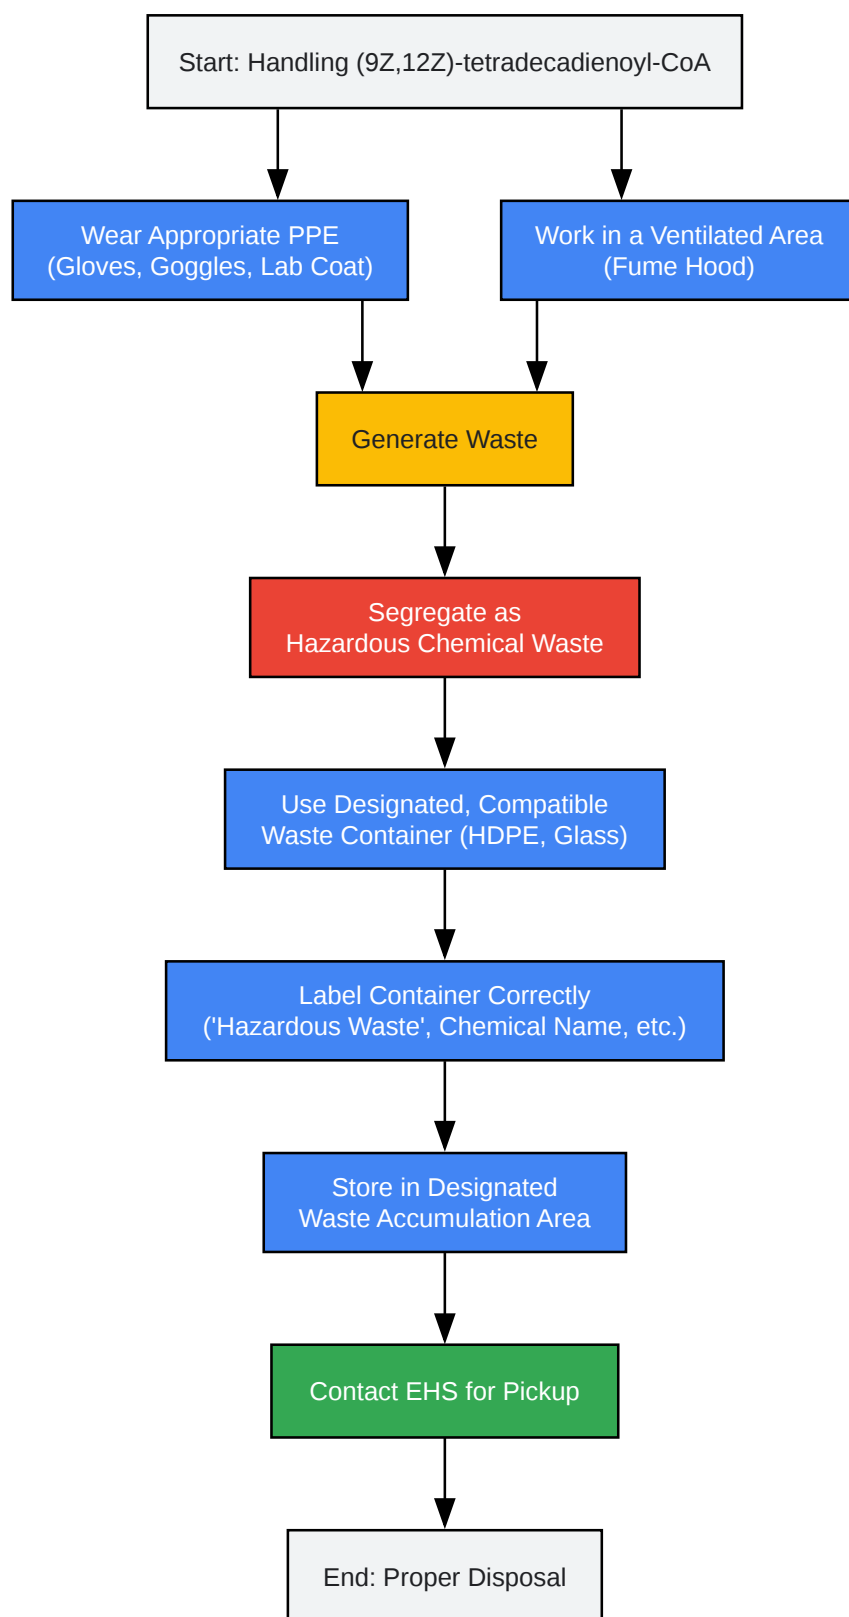 Start: Handling (9Z,12Z)-tetradecadienoyl-CoA
Wear Appropriate PPE
(Gloves, Goggles, Lab Coat)
Work in a Ventilated Area
(Fume Hood)
Generate Waste
Segregate as
Hazardous Chemical Waste
Use Designated, Compatible
Waste Container (HDPE, Glass)
Label Container Correctly
('Hazardous Waste', Chemical Name, etc.)
Store in Designated
Waste Accumulation Area
Contact EHS for Pickup
End: Proper Disposal